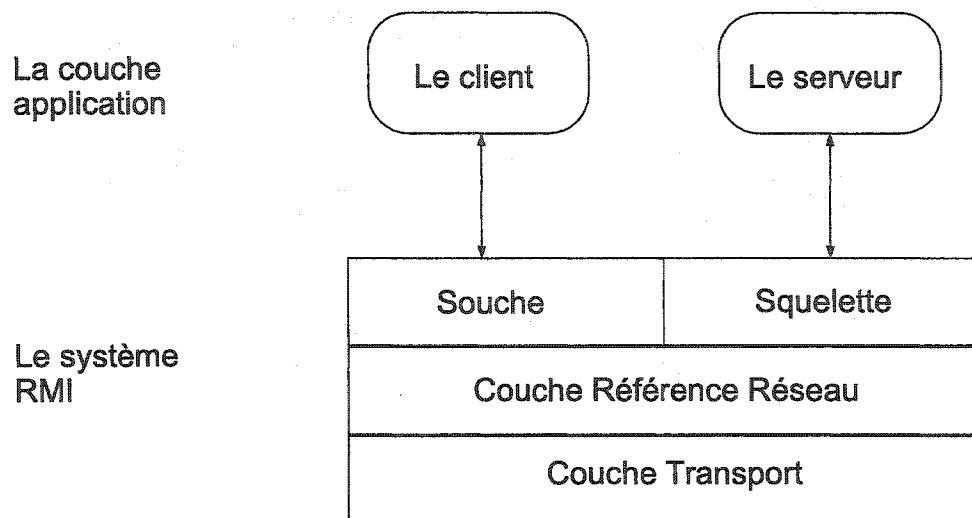 La couche
application
Le client
Le serveur
Souche
Squelette
Le système
RMI
Couche Référence Réseau
Couche Transport